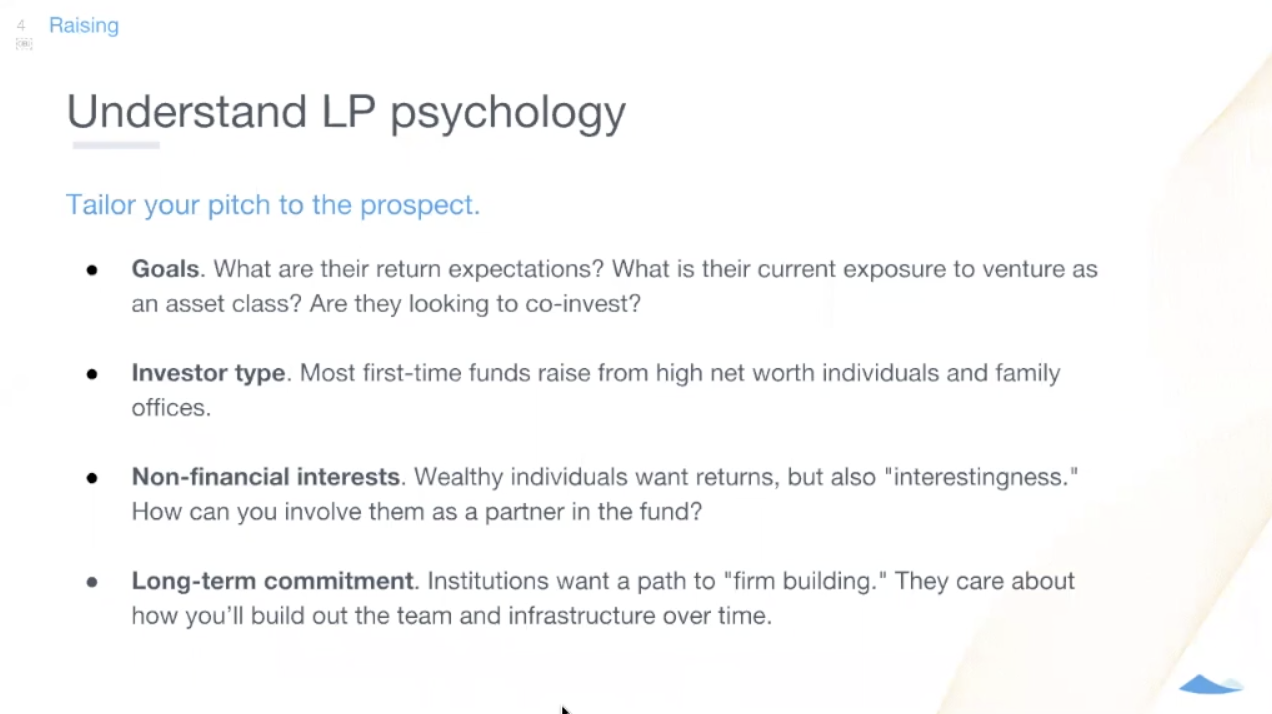 4 Raising
Understand LP psychology
Tailor your pitch to the prospect.
● Goals. What are their return expectations? What is their current exposure to venture as
an asset class? Are they looking to co-invest?
● Investor type. Most first-time funds raise from high net worth individuals and family
offices.
● Non-financial interests. Wealthy individuals want returns, but also "interestingness."
How can you involve them as a partner in the fund?
● Long-term commitment. Institutions want a path to "firm building." They care about
how you’ll build out the team and infrastructure over time.